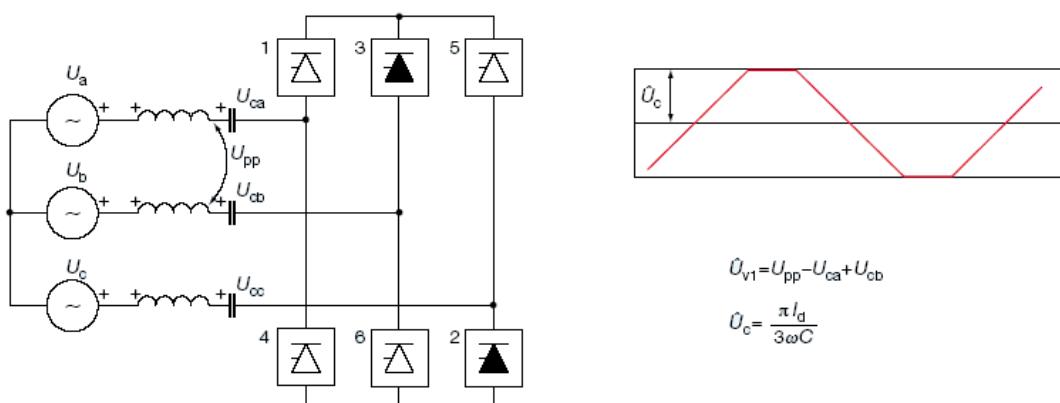 1
3
5
Ua
+
+
+
Uca
~
Upp
Ub
+
+
+
Ucb
~
Uc
+
+
+
Ucc
~
4
6
2
Ûc
Ûv1=Upp−Uca+Ucb
Ûc= π Id / 3ωC